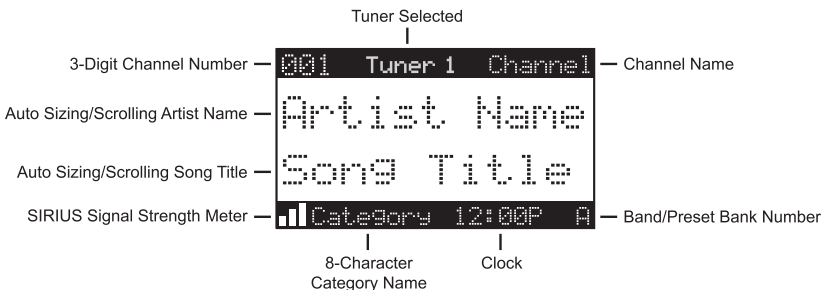 Tuner Selected
3-Digit Channel Number
001 Tuner 1 Channel
Channel Name
Auto Sizing/Scrolling Artist Name
Artist Name
Auto Sizing/Scrolling Song Title
Song Title
SIRIUS Signal Strength Meter
Category 12:00P A
Band/Preset Bank Number
8-Character
Category Name
Clock